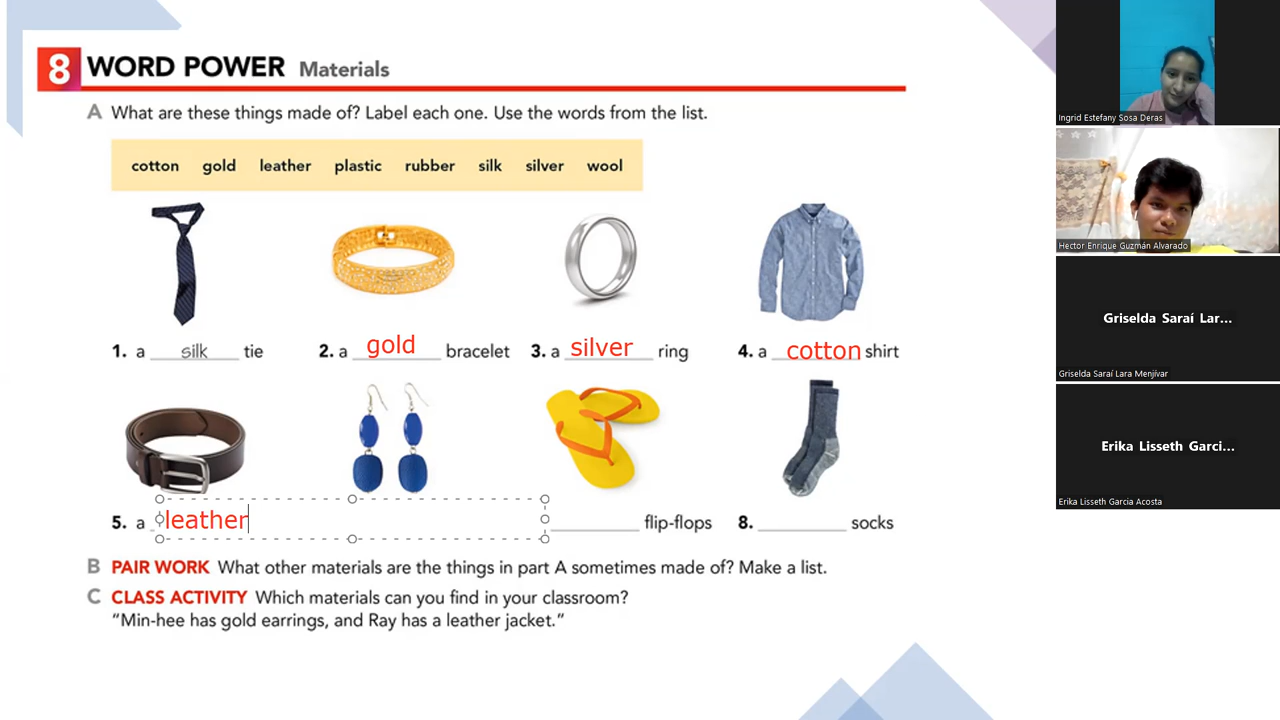 8 WORD POWER Materials
A What are these things made of? Label each one. Use the words from the list.
cotton gold leather plastic rubber silk silver wool
1. a silk tie 2. a gold bracelet 3. a silver ring 4. a cotton shirt
5. a leather ________ flip-flops 8. ________ socks
B PAIR WORK What other materials are the things in part A sometimes made of? Make a list.
C CLASS ACTIVITY Which materials can you find in your classroom?
“Min-hee has gold earrings, and Ray has a leather jacket.”
Ingrid Estefany Sosa Deras
Hector Enrique Guzmán Alvarado
Griselda Saraí Lar...
Griselda Saraí Lara Menjívar
Erika Lisseth Garci...
Erika Lisseth Garcia Acosta